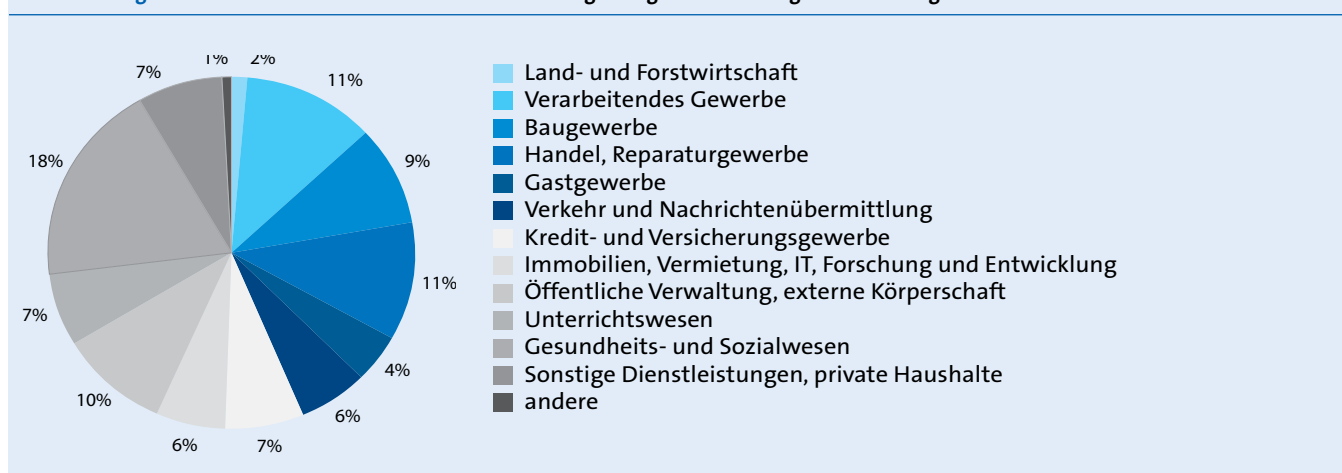 1% 2%
7%
11%
18%
9%
11%
7%
4%
10%
6%
6%
7%
Land- und Forstwirtschaft
Verarbeitendes Gewerbe
Baugewerbe
Handel, Reparaturgewerbe
Gastgewerbe
Verkehr und Nachrichtenübermittlung
Kredit- und Versicherungsgewerbe
Immobilien, Vermietung, IT, Forschung und Entwicklung
Öffentliche Verwaltung, externe Körperschaft
Unterrichtswesen
Gesundheits- und Sozialwesen
Sonstige Dienstleistungen, private Haushalte
andere